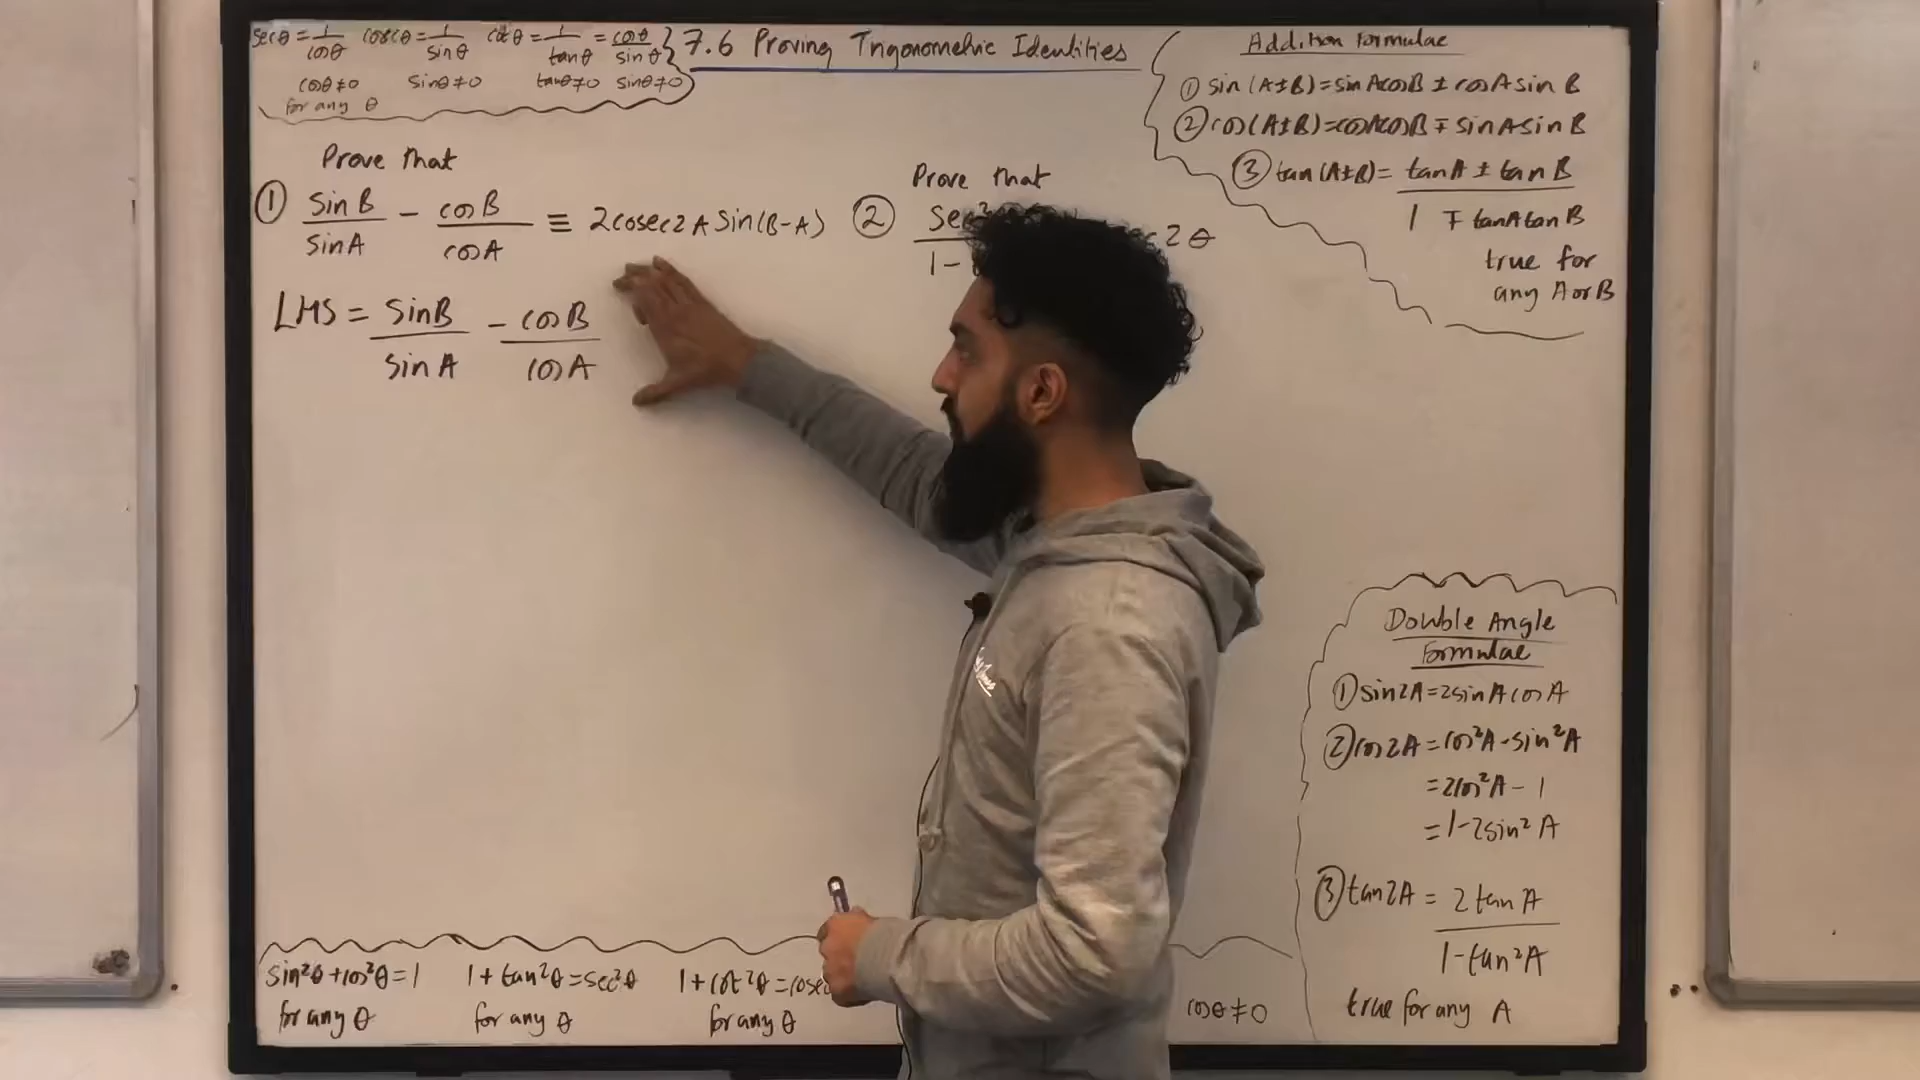 secθ = 1/cosθ cosecθ = 1/sinθ cotθ = 1/tanθ = cosθ/sinθ
cosθ≠0 sinθ≠0 tanθ≠0 sinθ≠0
for any θ
7.6 Proving Trigonometric Identities
Addition Formulae
① sin(A±B)=sinAcosB ± cosAsinB
② cos(A±B)=cosAcosB ∓ sinAsinB
③ tan(A±B)= tanA ± tanB / 1 ∓ tanAtanB
true for
any A or B
Prove that
① sinB/sinA - cosB/cosA ≡ 2cosec2A sin(B-A)
LHS = sinB/sinA - cosB/cosA
Prove that
② 2θ
1-
Double Angle
Formulae
① sin2A=2sinAcosA
② cos2A=cos²A-sin²A
=2cos²A-1
=1-2sin²A
③ tan2A = 2tanA/1-tan²A
true for any A
sin²θ+cos²θ=1 1+tan²θ=sec²θ 1+cot²θ=cosec
for any θ for any θ for any θ cosθ≠0